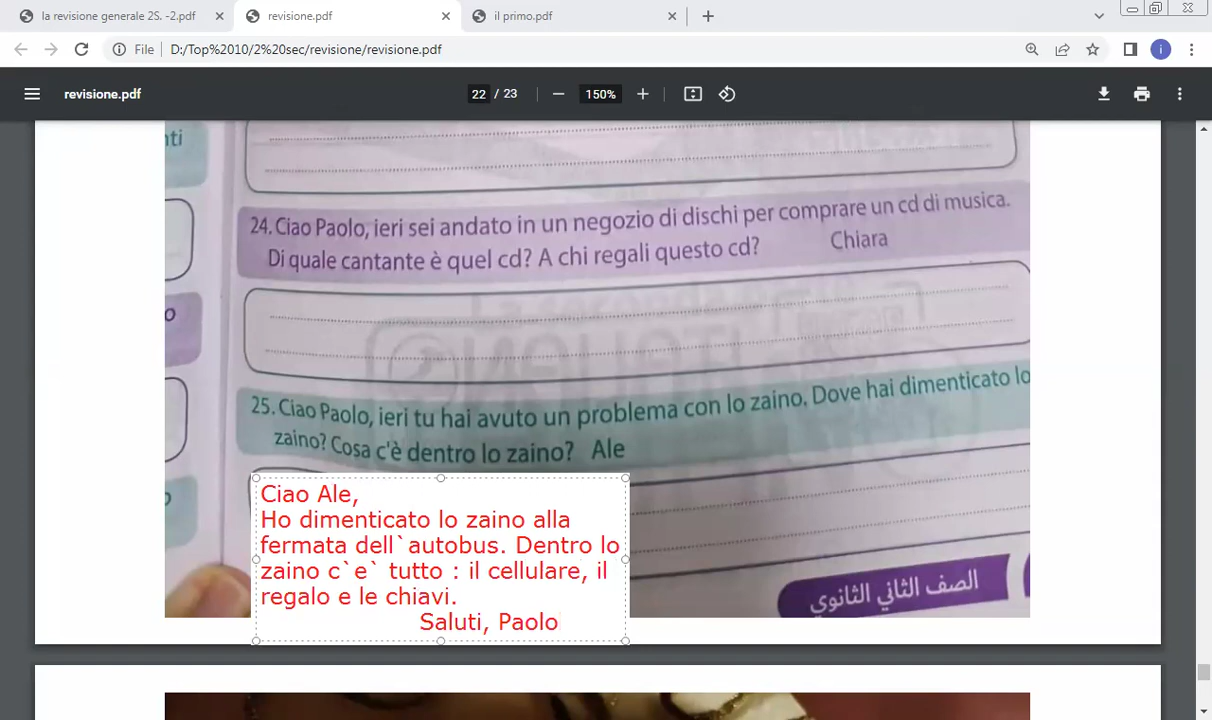 la revisione generale 2S. -2.pdf
revisione.pdf
il primo.pdf
File
D:/Top%2010/2%20sec/revisione/revisione.pdf
i
revisione.pdf
22 / 23
150%
nti
24. Ciao Paolo, ieri sei andato in un negozio di dischi per comprare un cd di musica.
Di quale cantante è quel cd? A chi regali questo cd? Chiara
o
25. Ciao Paolo, ieri tu hai avuto un problema con lo zaino. Dove hai dimenticato lo
zaino? Cosa c'è dentro lo zaino? Ale
o
Ciao Ale,
Ho dimenticato lo zaino alla
fermata dell`autobus. Dentro lo
zaino c`e` tutto : il cellulare, il
regalo e le chiavi.
Saluti, Paolo
الصف الثاني الثانوي